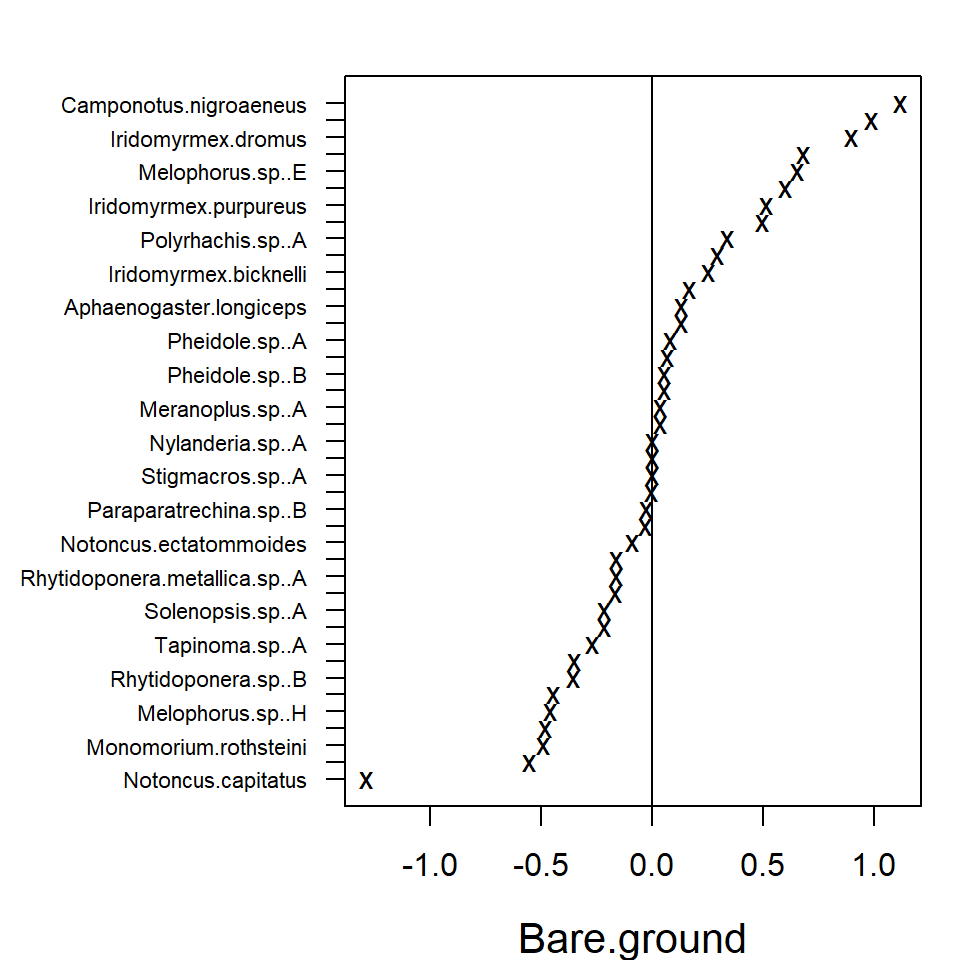 Camponotus.nigroaeneus
Iridomyrmex.dromus
Melophorus.sp..E
Iridomyrmex.purpureus
Polyrhachis.sp..A
Iridomyrmex.bicknelli
Aphaenogaster.longiceps
Pheidole.sp..A
Pheidole.sp..B
Meranoplus.sp..A
Nylanderia.sp..A
Stigmacros.sp..A
Paraparatrechina.sp..B
Notoncus.ectatommoides
Rhytidoponera.metallica.sp..A
Solenopsis.sp..A
Tapinoma.sp..A
Rhytidoponera.sp..B
Melophorus.sp..H
Monomorium.rothsteini
Notoncus.capitatus
-1.0 -0.5 0.0 0.5 1.0
Bare.ground